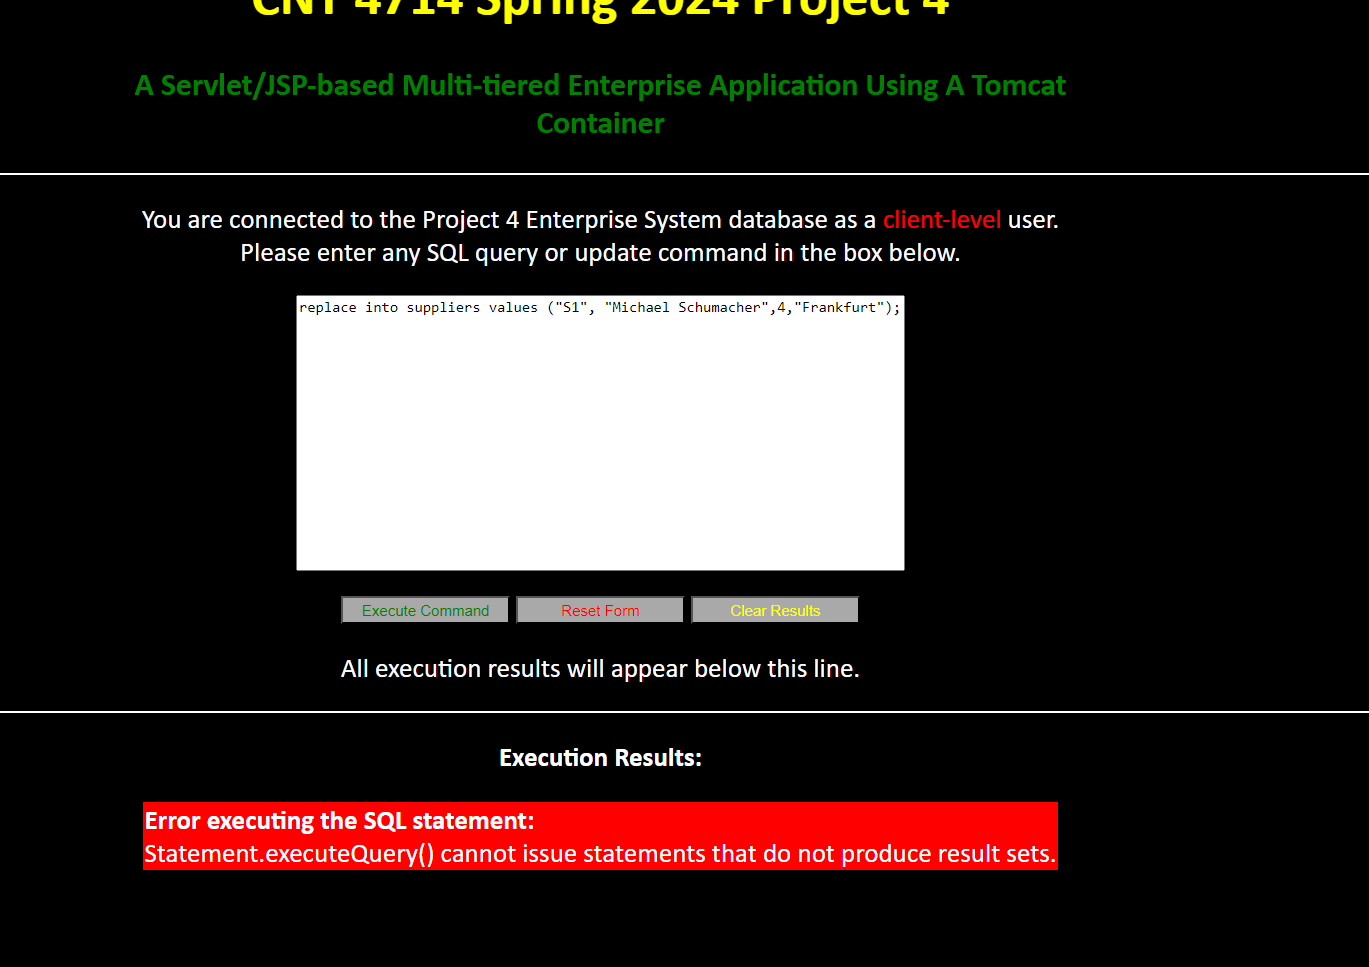 CNT 4714 Spring 2024 Project 4
A Servlet/JSP-based Multi-tiered Enterprise Application Using A Tomcat
Container
You are connected to the Project 4 Enterprise System database as a client-level user.
Please enter any SQL query or update command in the box below.
replace into suppliers values ("S1", "Michael Schumacher",4,"Frankfurt");
Execute Command Reset Form Clear Results
All execution results will appear below this line.
Execution Results:
Error executing the SQL statement:
Statement.executeQuery() cannot issue statements that do not produce result sets.